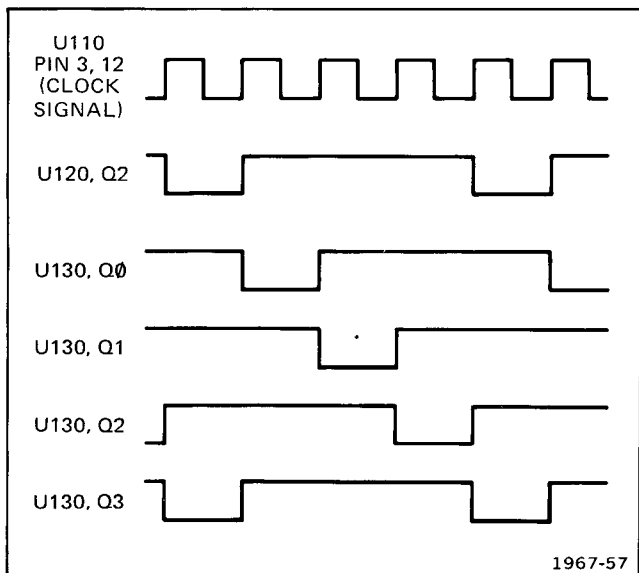 U110
PIN 3, 12
(CLOCK
SIGNAL)
U120, Q2
U130, QØ
U130, Q1
U130, Q2
U130, Q3
1967-57